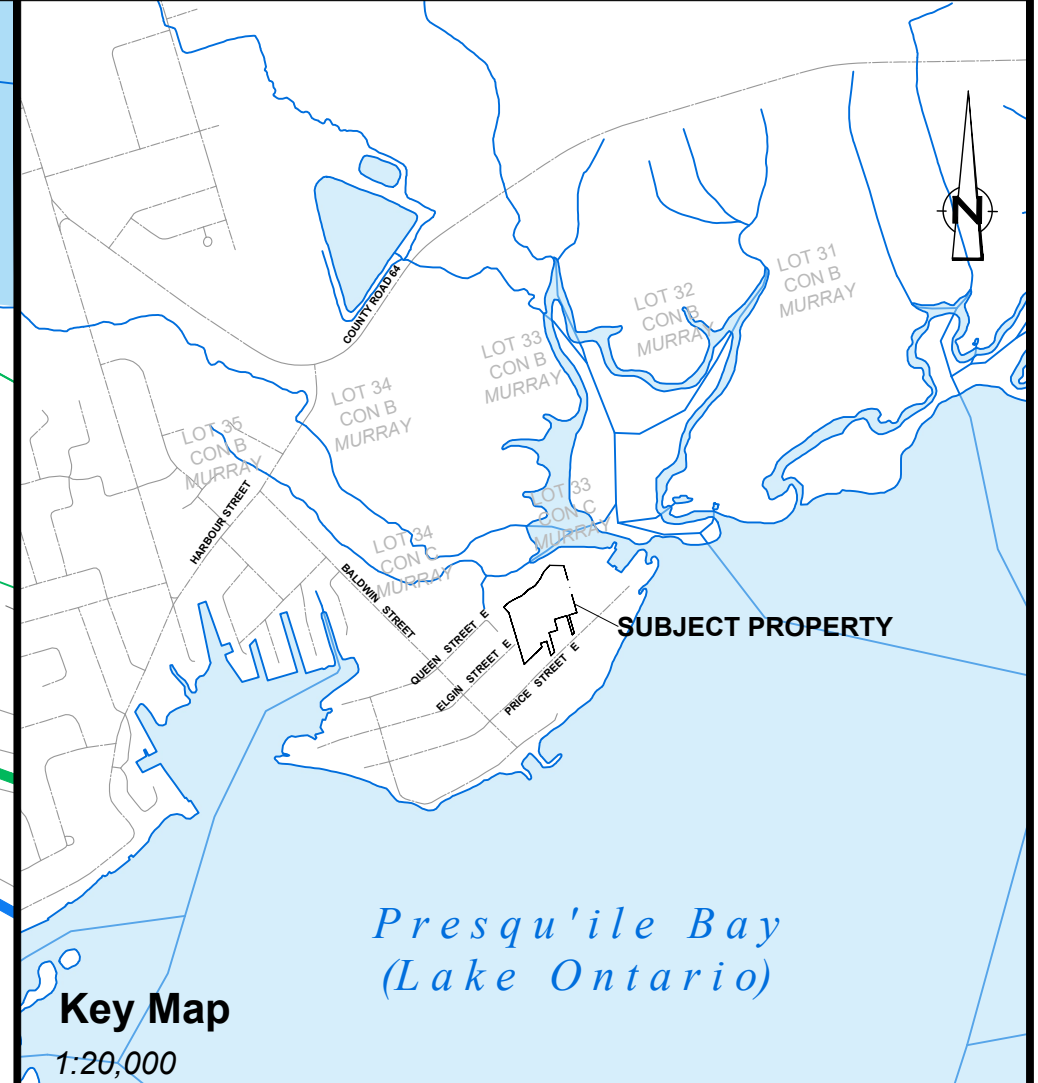 N
COUNTY ROAD 64
LOT 31
CON B
MURRAY
LOT 32
CON B
MURRAY
LOT 33
CON B
MURRAY
LOT 34
CON B
MURRAY
LOT 35
CON B
MURRAY
HARBOUR STREET
LOT 33
CON C
MURRAY
LOT 34
CON C
MURRAY
BALDWIN STREET
QUEEN STREET E
ELGIN STREET E
PRICE STREET E
SUBJECT PROPERTY
Presqu'ile Bay
(Lake Ontario)
Key Map
1:20,000